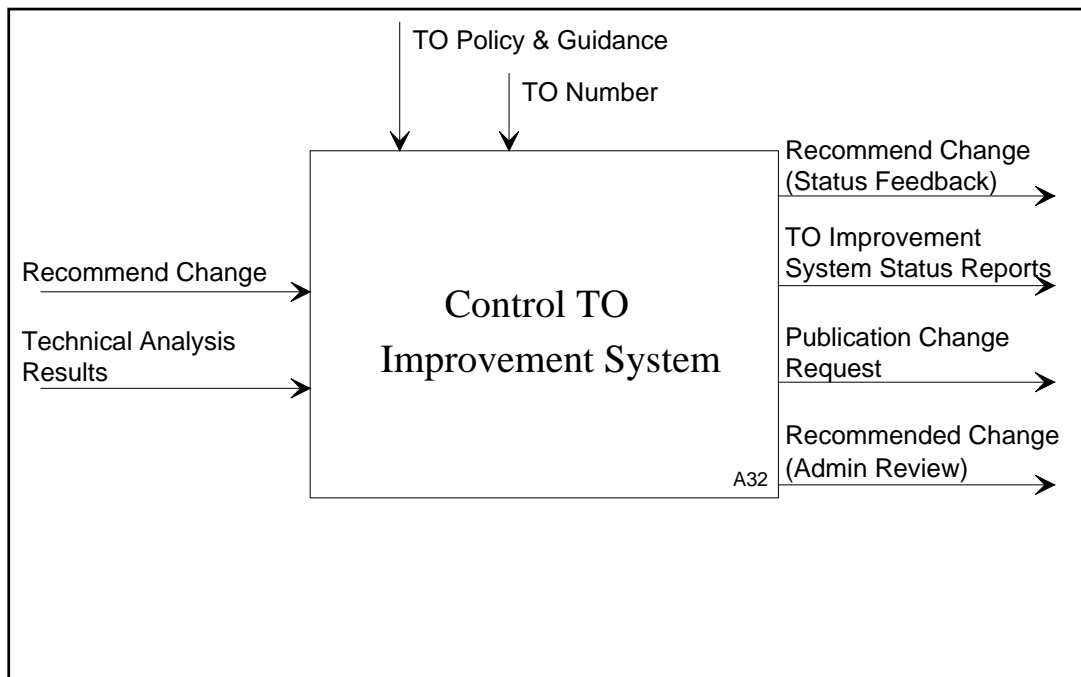 TO Policy & Guidance
TO Number
Recommend Change
Technical Analysis
Results
Control TO
Improvement System
A32
Recommend Change
(Status Feedback)
TO Improvement
System Status Reports
Publication Change
Request
Recommended Change
(Admin Review)